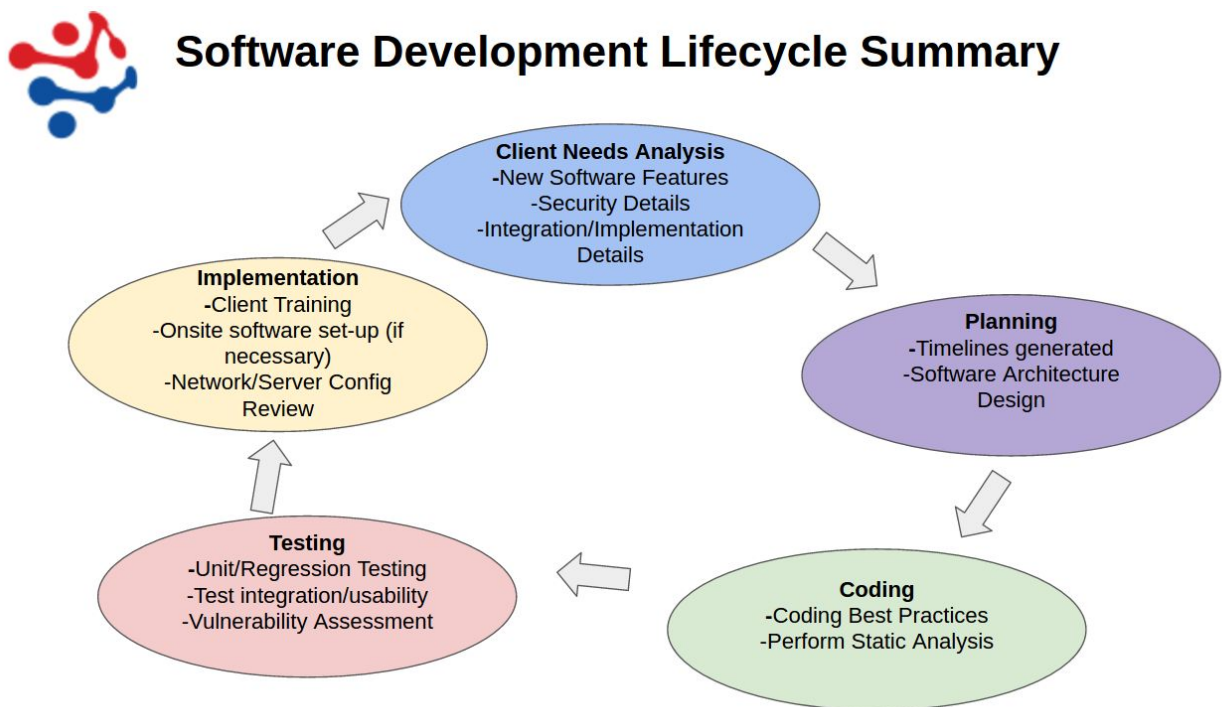 Software Development Lifecycle Summary
Client Needs Analysis
-New Software Features
-Security Details
-Integration/Implementation
Details
Planning
-Timelines generated
-Software Architecture
Design
Coding
-Coding Best Practices
-Perform Static Analysis
Testing
-Unit/Regression Testing
-Test integration/usability
-Vulnerability Assessment
Implementation
-Client Training
-Onsite software set-up (if
necessary)
-Network/Server Config
Review